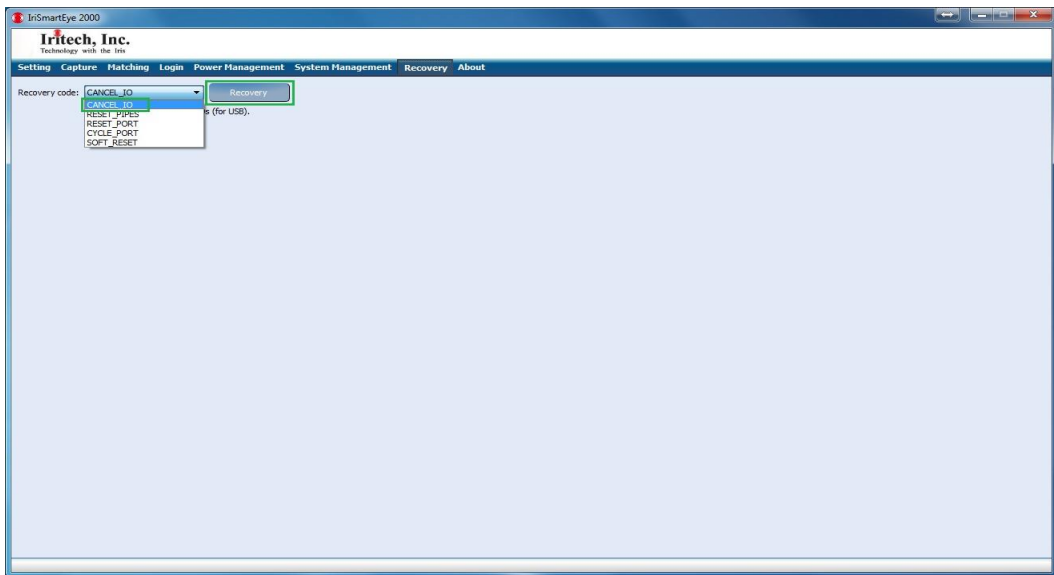 IriSmartEye 2000
Iritech, Inc.
Technology with the Iris
Setting Capture Matching Login Power Management System Management Recovery About
Recovery code: CANCEL_IO Recovery
CANCEL_IO
RESET_PIPES (for USB).
RESET_PORT
CYCLE_PORT
SOFT_RESET